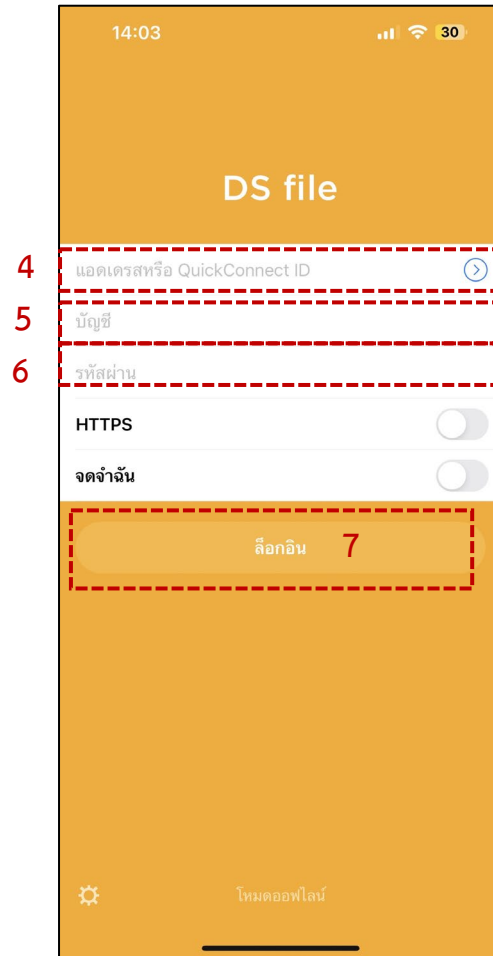 14:03 30
DS file
4 แอดเดรสหรือ QuickConnect ID
5 บัญชี
6 รหัสผ่าน
HTTPS
จดจำฉัน
ล็อกอิน 7
โหมดออฟไลน์